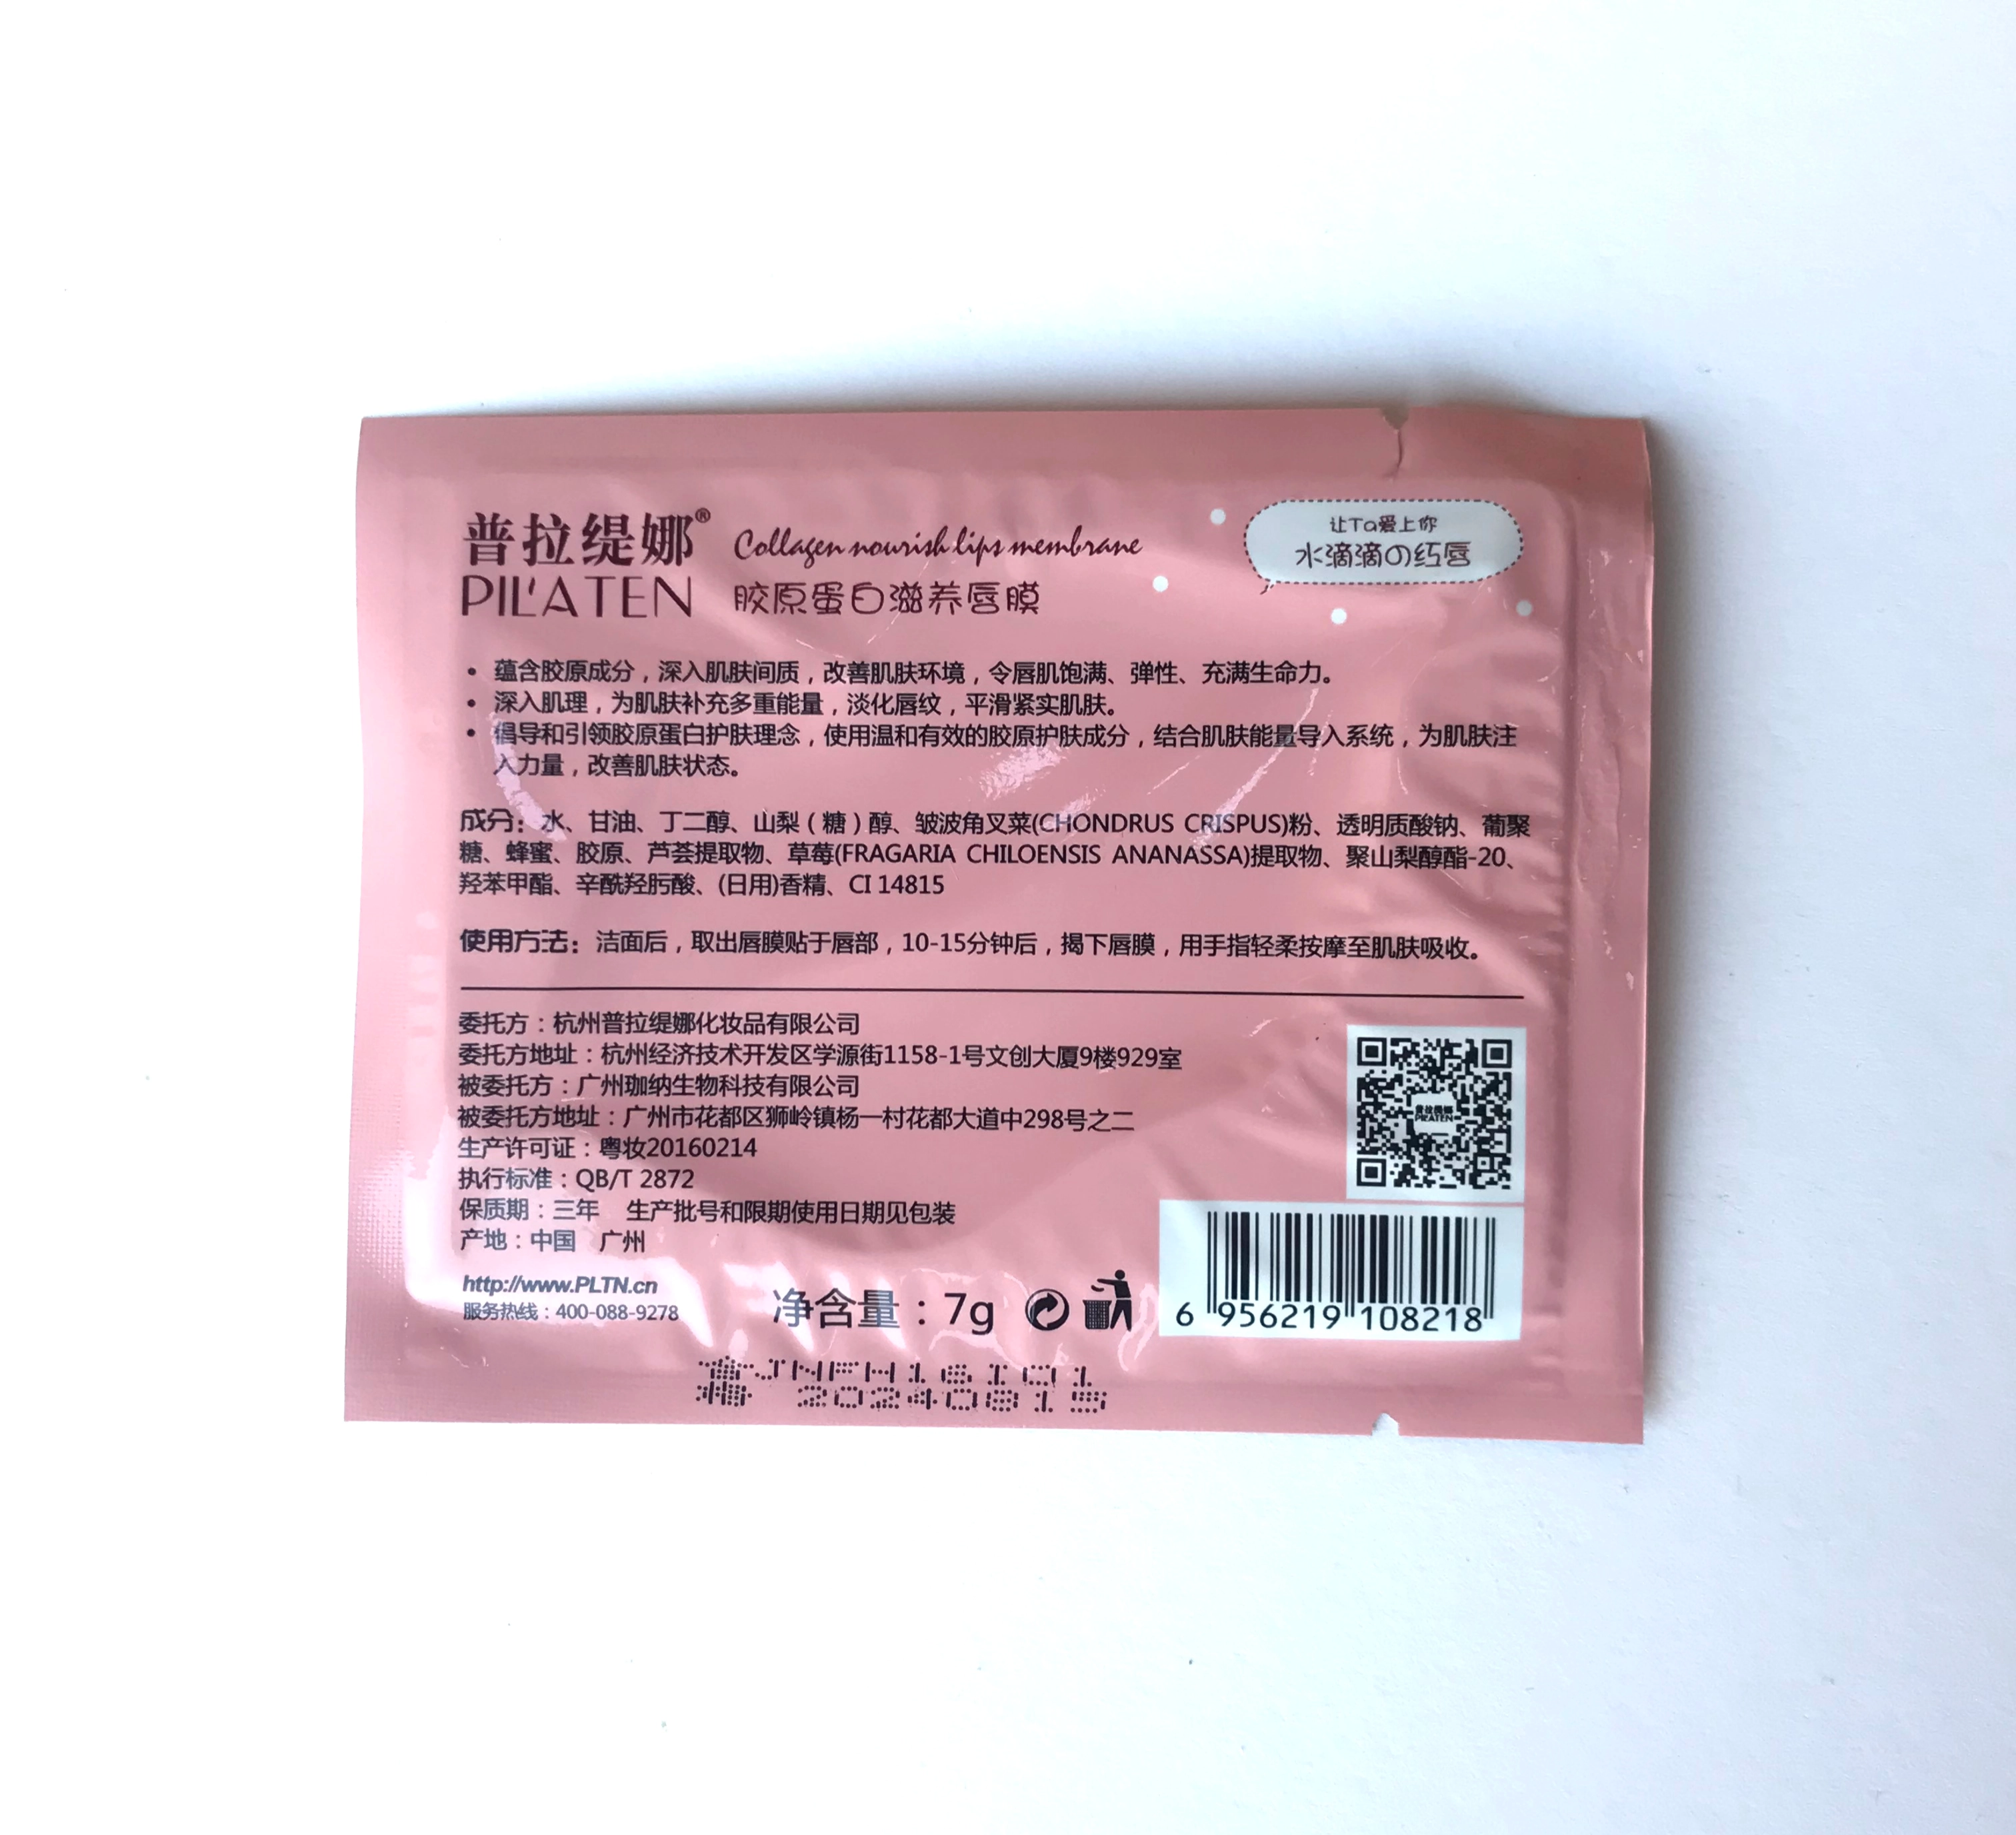 普拉缇娜®
PIL'ATEN
Collagen nourish lips membrane
胶原蛋白滋养唇膜
让Ta爱上你
水滴滴の红唇
• 蕴含胶原成分，深入肌肤间质，改善肌肤环境，令唇肌饱满、弹性、充满生命力。
• 深入肌理，为肌肤补充多重能量，淡化唇纹，平滑紧实肌肤。
• 倡导和引领胶原蛋白护肤理念，使用温和有效的胶原护肤成分，结合肌肤能量导入系统，为肌肤注
入力量，改善肌肤状态。
成分：水、甘油、丁二醇、山梨（糖）醇、皱波角叉菜(CHONDRUS CRISPUS)粉、透明质酸钠、葡聚
糖、蜂蜜、胶原、芦荟提取物、草莓(FRAGARIA CHILOENSIS ANANASSA)提取物、聚山梨醇酯-20、
羟苯甲酯、辛酰羟肟酸、(日用)香精、CI 14815
使用方法：洁面后，取出唇膜贴于唇部，10-15分钟后，揭下唇膜，用手指轻柔按摩至肌肤吸收。
委托方：杭州普拉缇娜化妆品有限公司
委托方地址：杭州经济技术开发区学源街1158-1号文创大厦9楼929室
被委托方：广州珈纳生物科技有限公司
被委托方地址：广州市花都区狮岭镇杨一村花都大道中298号之二
生产许可证：粤妆20160214
执行标准：QB/T 2872
保质期：三年 生产批号和限期使用日期见包装
产地：中国 广州
http://www.PLTN.cn
服务热线：400-088-9278
净含量：7g
普拉缇娜
PIL'ATEN
6 956219 108218
20240815